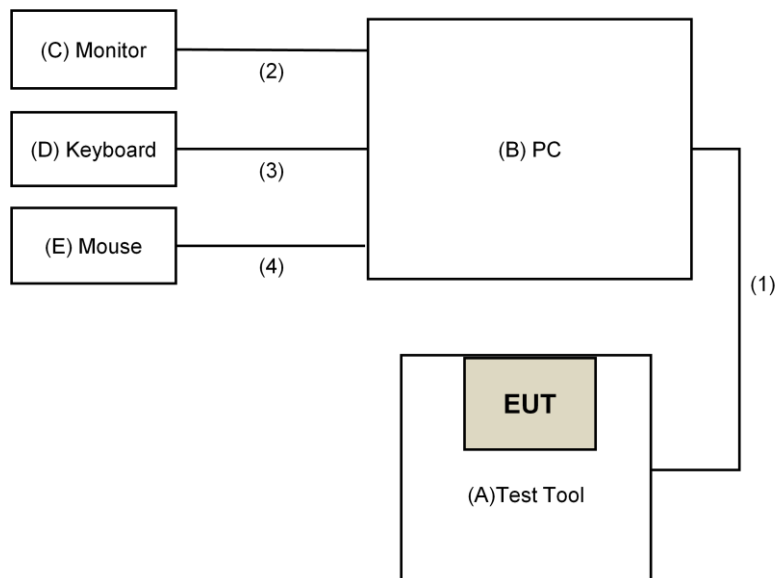 (C) Monitor
(2)
(D) Keyboard
(3)
(B) PC
(E) Mouse
(4)
(1)
EUT
(A)Test Tool